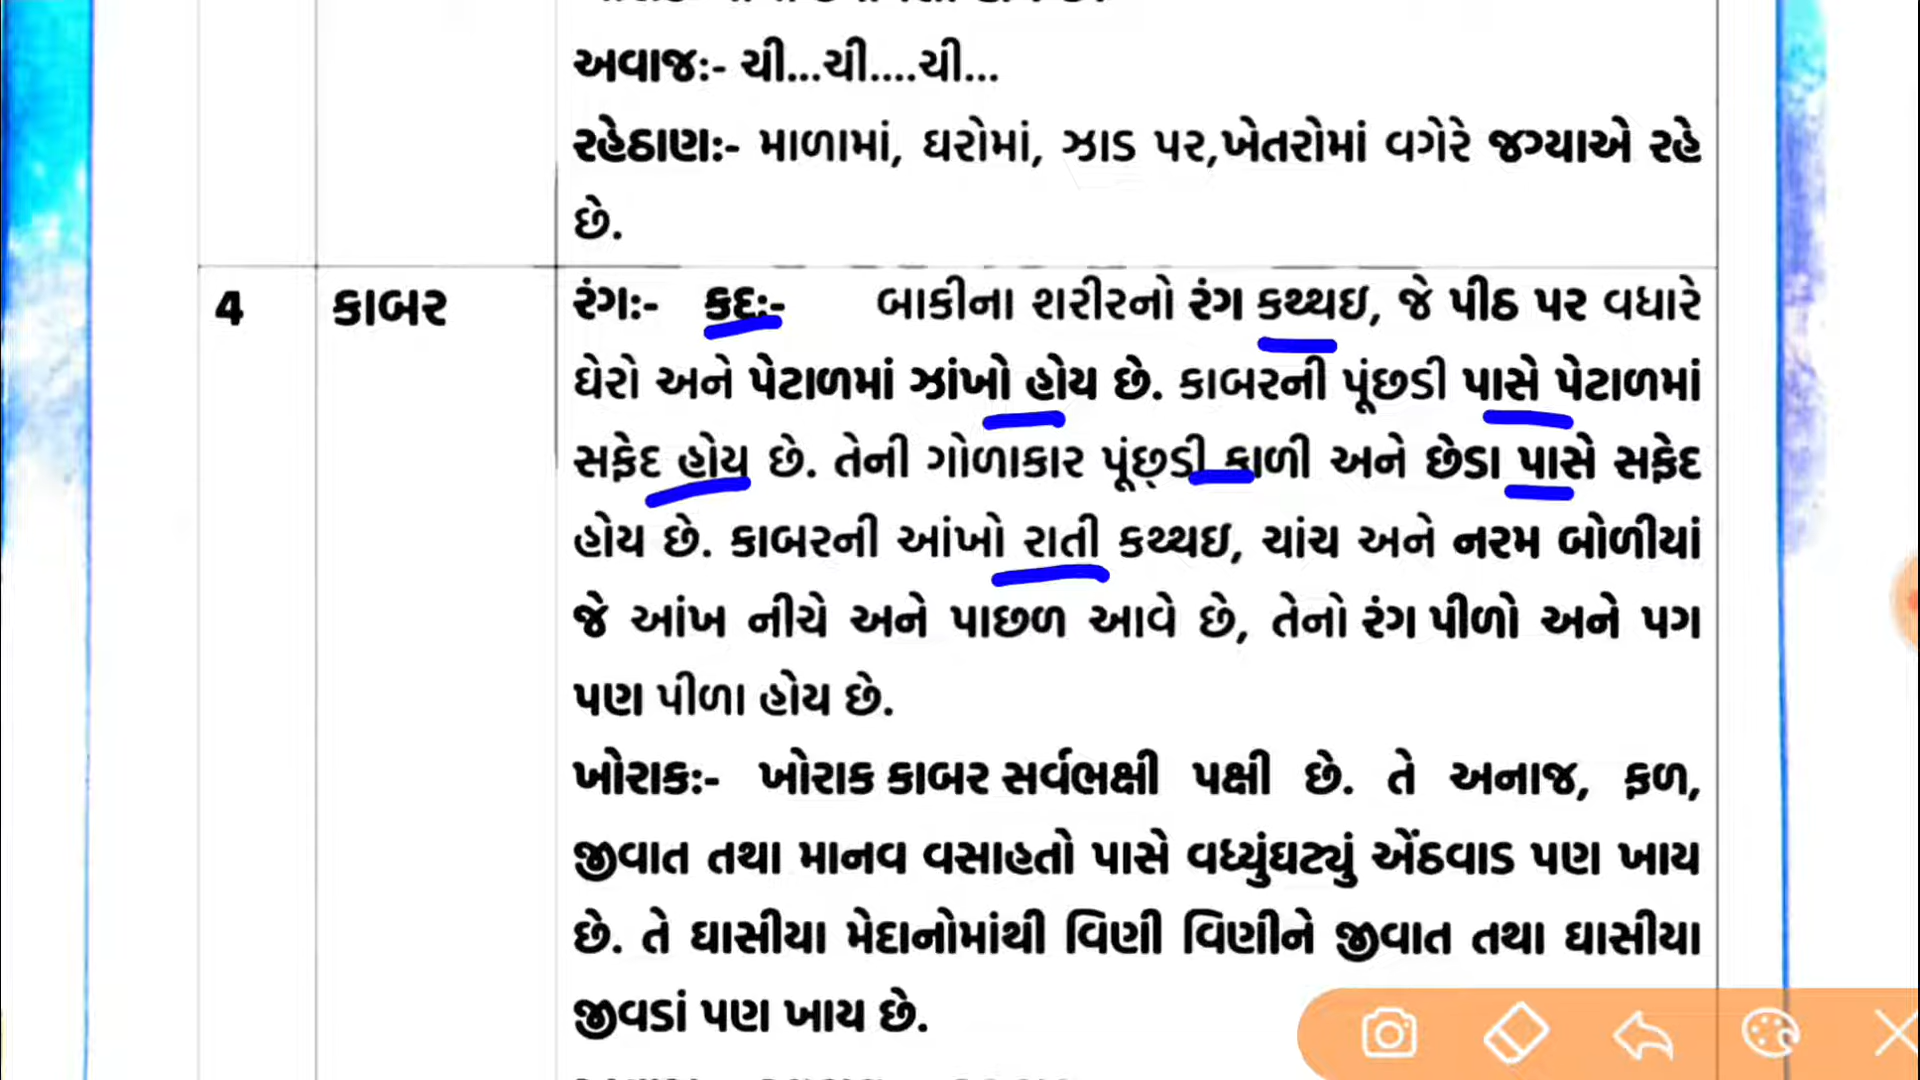 અવાજ:- ચી...ચી....ચી...
રહેઠાણ:- માળામાં, ઘરોમાં, ઝાડ પર,ખેતરોમાં વગેરે જગ્યાએ રહે
છે.
4 કાબર રંગ:- કદ:- બાકીના શરીરનો રંગ કથ્થઇ, જે પીઠ પર વધારે
ઘેરો અને પેટાળમાં ઝાંખો હોય છે. કાબરની પૂંછડી પાસે પેટાળમાં
સફેદ હોય છે. તેની ગોળાકાર પૂંછ્ડી કાળી અને છેડા પાસે સફેદ
હોય છે. કાબરની આંખો રાતી કથ્થઇ, ચાંચ અને નરમ બોળીયાં
જે આંખ નીચે અને પાછળ આવે છે, તેનો રંગ પીળો અને પગ
પણ પીળા હોય છે.
ખોરાક:- ખોરાક કાબર સર્વભક્ષી પક્ષી છે. તે અનાજ, ફળ,
જીવાત તથા માનવ વસાહતો પાસે વધ્યુંઘટ્યું એંઠવાડ પણ ખાય
છે. તે ઘાસીયા મેદાનોમાંથી વિણી વિણીને જીવાત તથા ઘાસીયા
જીવડાં પણ ખાય છે.